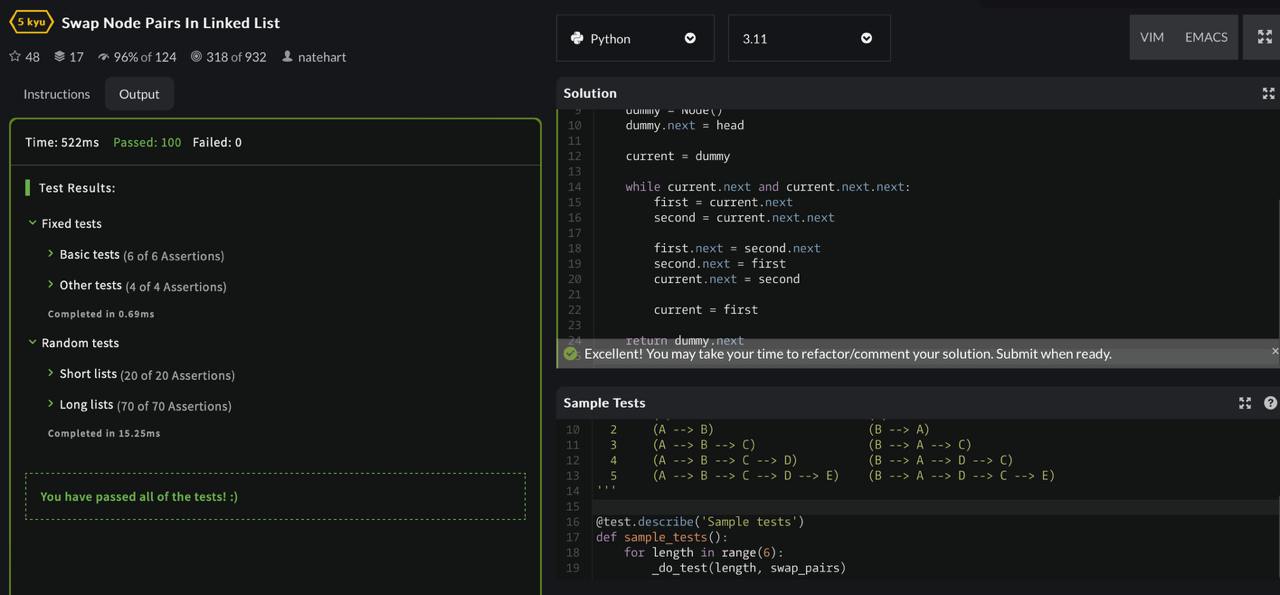 5 kyu Swap Node Pairs In Linked List
48 17 96% of 124 318 of 932 natehart
Instructions Output
Time: 522ms Passed: 100 Failed: 0
Test Results:
Fixed tests
Basic tests (6 of 6 Assertions)
Other tests (4 of 4 Assertions)
Completed in 0.69ms
Random tests
Short lists (20 of 20 Assertions)
Long lists (70 of 70 Assertions)
Completed in 15.25ms
You have passed all of the tests! :)
Python 3.11 VIM EMACS
Solution
9 dummy = Node()
10 dummy.next = head
11
12 current = dummy
13
14 while current.next and current.next.next:
15 first = current.next
16 second = current.next.next
17
18 first.next = second.next
19 second.next = first
20 current.next = second
21
22 current = first
23
24 return dummy.next
Excellent! You may take your time to refactor/comment your solution. Submit when ready.
Sample Tests
10 2 (A --> B) (B --> A)
11 3 (A --> B --> C) (B --> A --> C)
12 4 (A --> B --> C --> D) (B --> A --> D --> C)
13 5 (A --> B --> C --> D --> E) (B --> A --> D --> C --> E)
14 '''
15
16 @test.describe('Sample tests')
17 def sample_tests():
18 for length in range(6):
19 _do_test(length, swap_pairs)